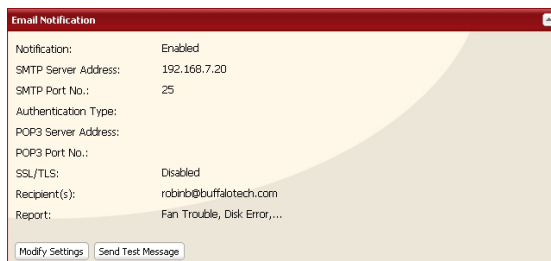 Email Notification
Notification: Enabled
SMTP Server Address: 192.168.7.20
SMTP Port No.: 25
Authentication Type:
POP3 Server Address:
POP3 Port No.:
SSL/TLS: Disabled
Recipient(s): robinb@buffalotech.com
Report: Fan Trouble, Disk Error,...
Modify Settings Send Test Message